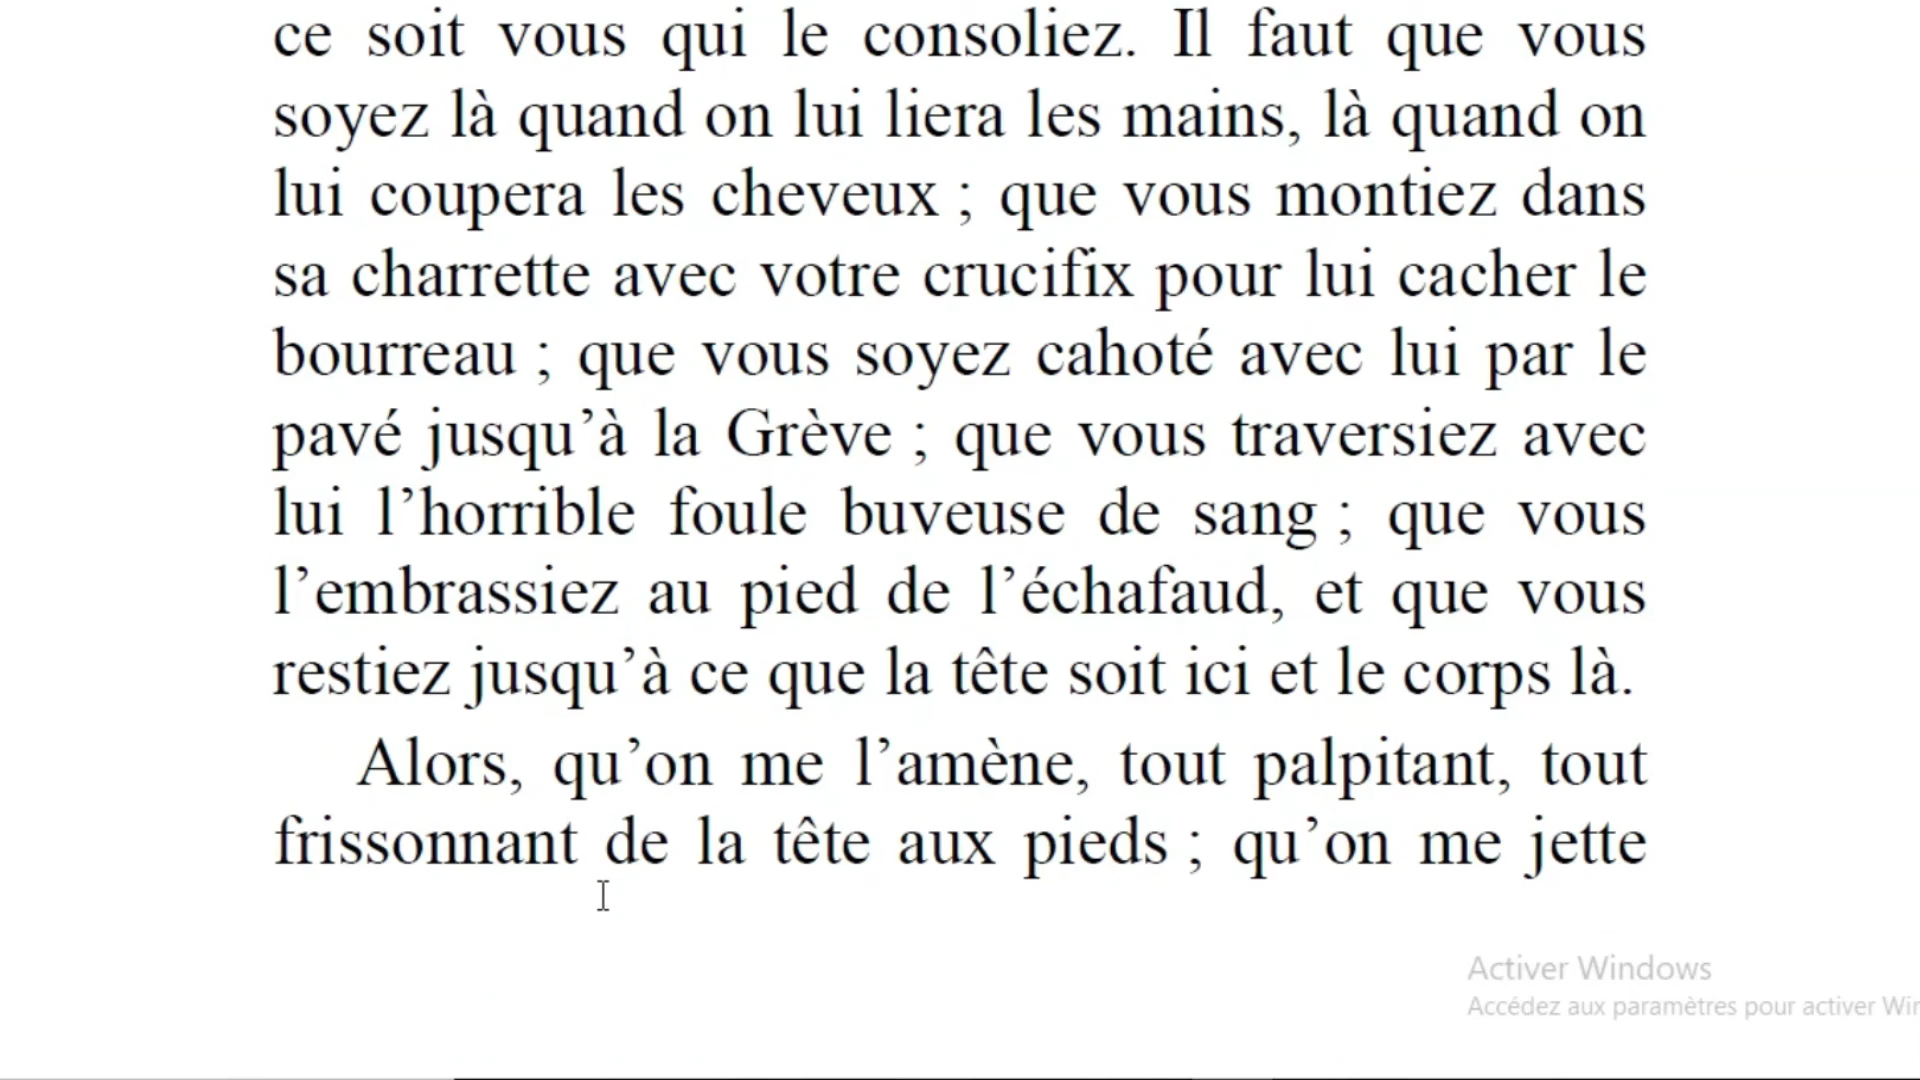 ce soit vous qui le consoliez. Il faut que vous
soyez là quand on lui liera les mains, là quand on
lui coupera les cheveux ; que vous montiez dans
sa charrette avec votre crucifix pour lui cacher le
bourreau ; que vous soyez cahoté avec lui par le
pavé jusqu’à la Grève ; que vous traversiez avec
lui l’horrible foule buveuse de sang ; que vous
l’embrassiez au pied de l’échafaud, et que vous
restiez jusqu’à ce que la tête soit ici et le corps là.
Alors, qu’on me l’amène, tout palpitant, tout
frissonnant de la tête aux pieds ; qu’on me jette
Activer Windows
Accédez aux paramètres pour activer Win